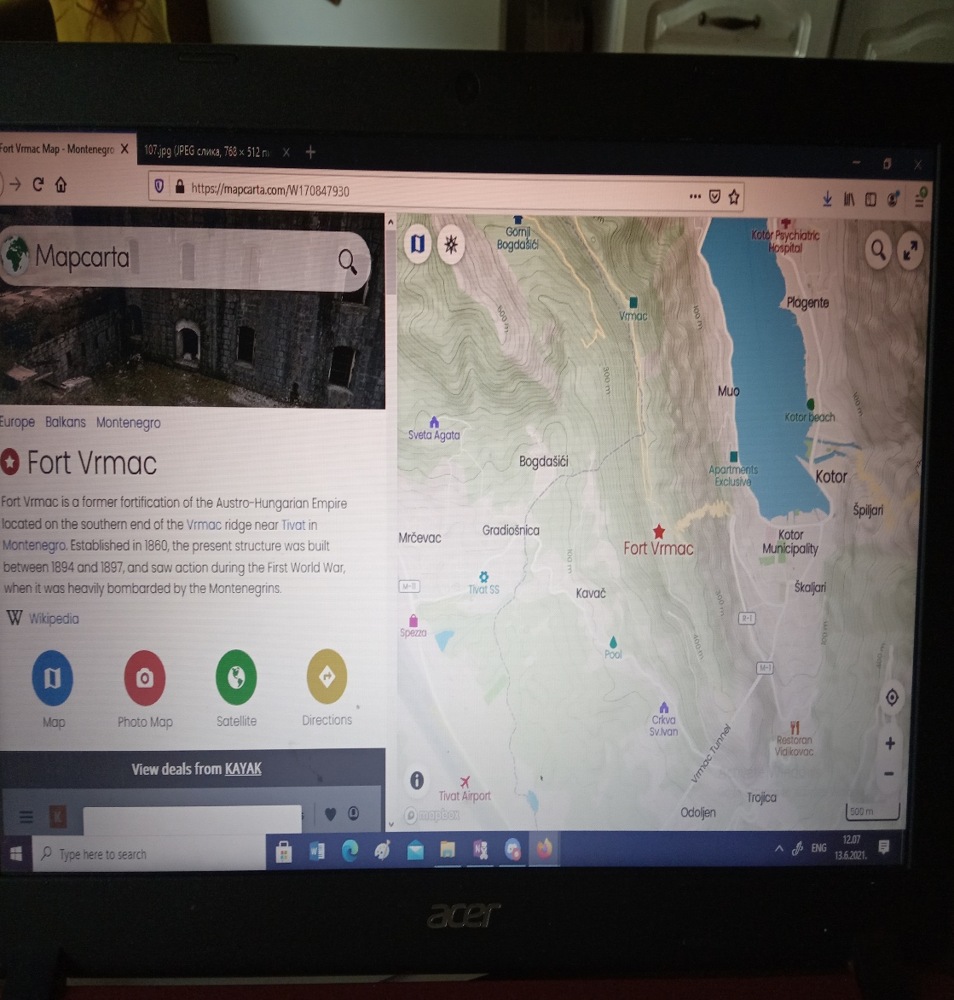 Fort Vrmac Map - Montenegro
107.jpg (JPEG слика, 768 × 512 п
https://mapcarta.com/W170847930
Mapcarta
Europe Balkans Montenegro
Fort Vrmac
Fort Vrmac is a former fortification of the Austro-Hungarian Empire
located on the southern end of the Vrmac ridge near Tivat in
Montenegro. Established in 1860, the present structure was built
between 1894 and 1897, and saw action during the First World War,
when it was heavily bombarded by the Montenegrins.
W Wikipedia
Map Photo Map Satellite Directions
View deals from KAYAK
K
Gornji
Bogdašići
Kotor Psychiatric
Hospital
Plagente
Vrmac
600 m
100 m
300 m
Muo
Kotor beach
100 m
Sveta Agata
Bogdašići
Apartments
Exclusive
Kotor
Špiljari
Mrčevac
Gradiošnica
Fort Vrmac
Kotor
Municipality
100 m
M-11
Tivat SS
Kavač
Škaljari
300 m
R-1
Spezza
Pool
400 m
100 m
400 m
M-1
Crkva
Sv.Ivan
Vrmac Tunnel
Restoran
Vidikovac
Tivat Airport
Trojica
Odoljen
mapbox
500 m
Type here to search
ENG
12.07
13.6.2021.
acer